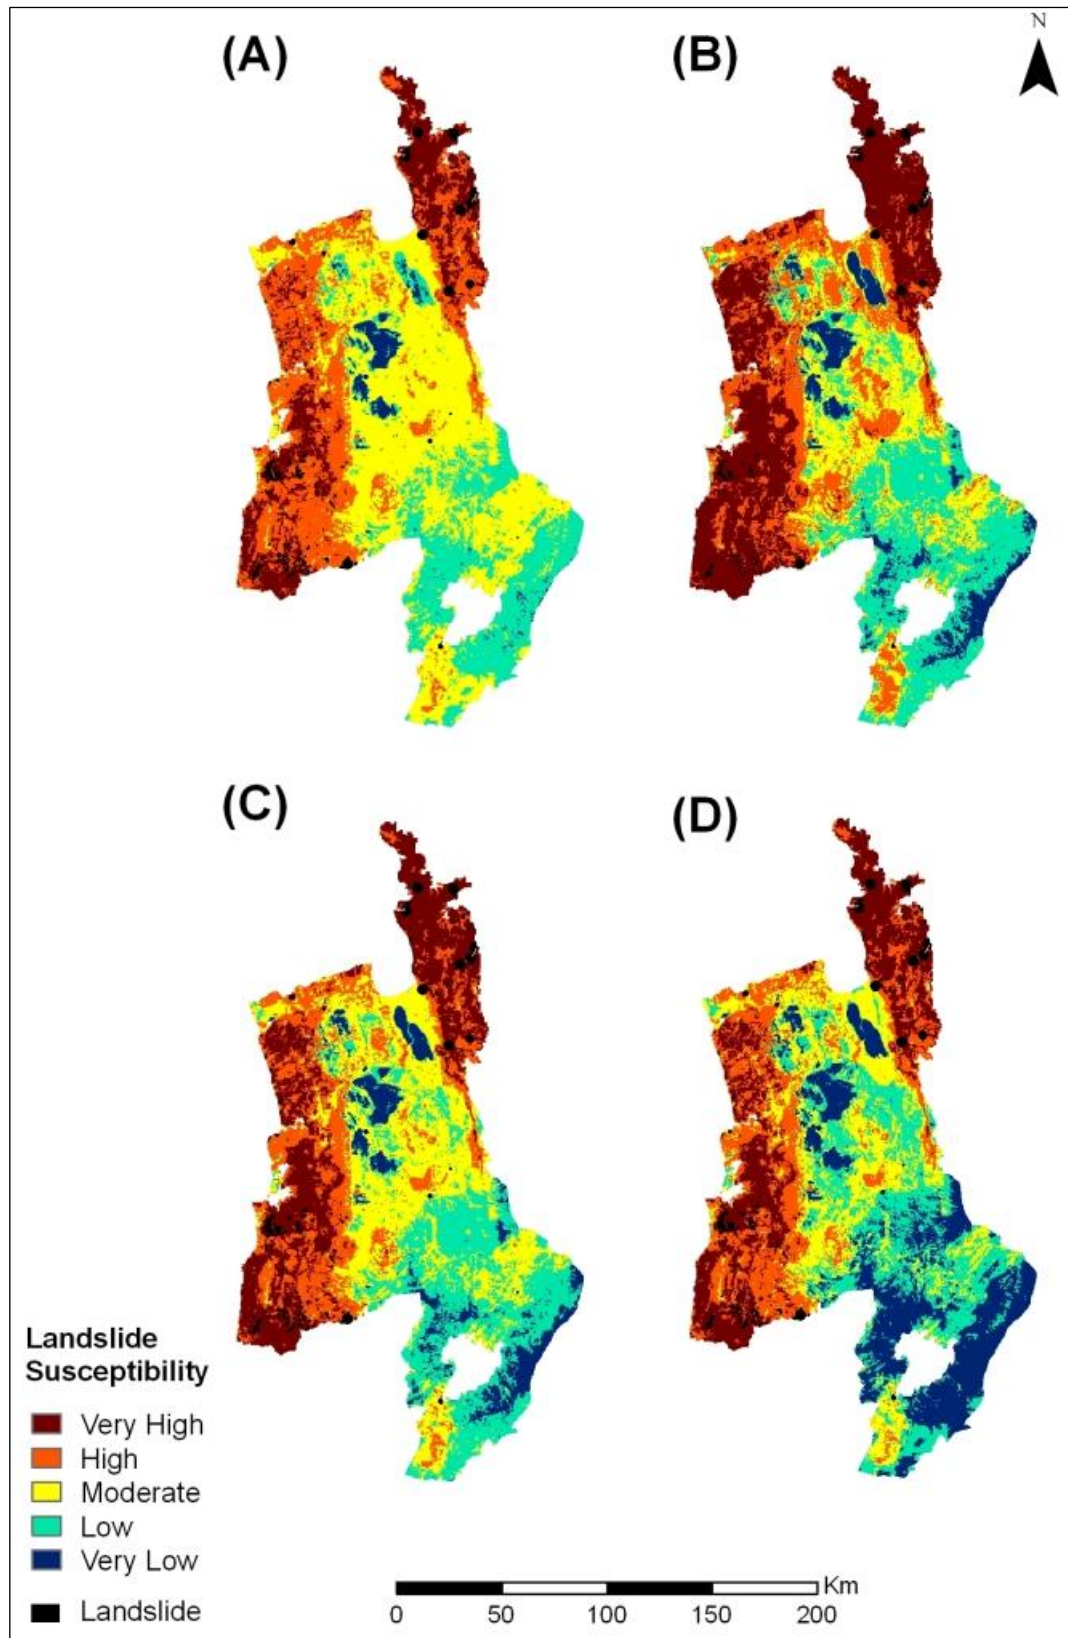 N
(A)
(B)
(C)
(D)
Landslide
Susceptibility
Very High
High
Moderate
Low
Very Low
Landslide
Km
0 50 100 150 200